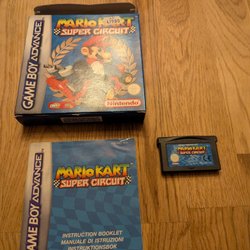 GAME BOY ADVANCE
MARIO KART
SUPER CIRCUIT
Nintendo
MARIO KART
SUPER CIRCUIT
GAME BOY ADVANCE
MARIO KART
SUPER CIRCUIT
INSTRUCTION BOOKLET
MANUALE DI ISTRUZIONI
INSTRUKTIONSBOK